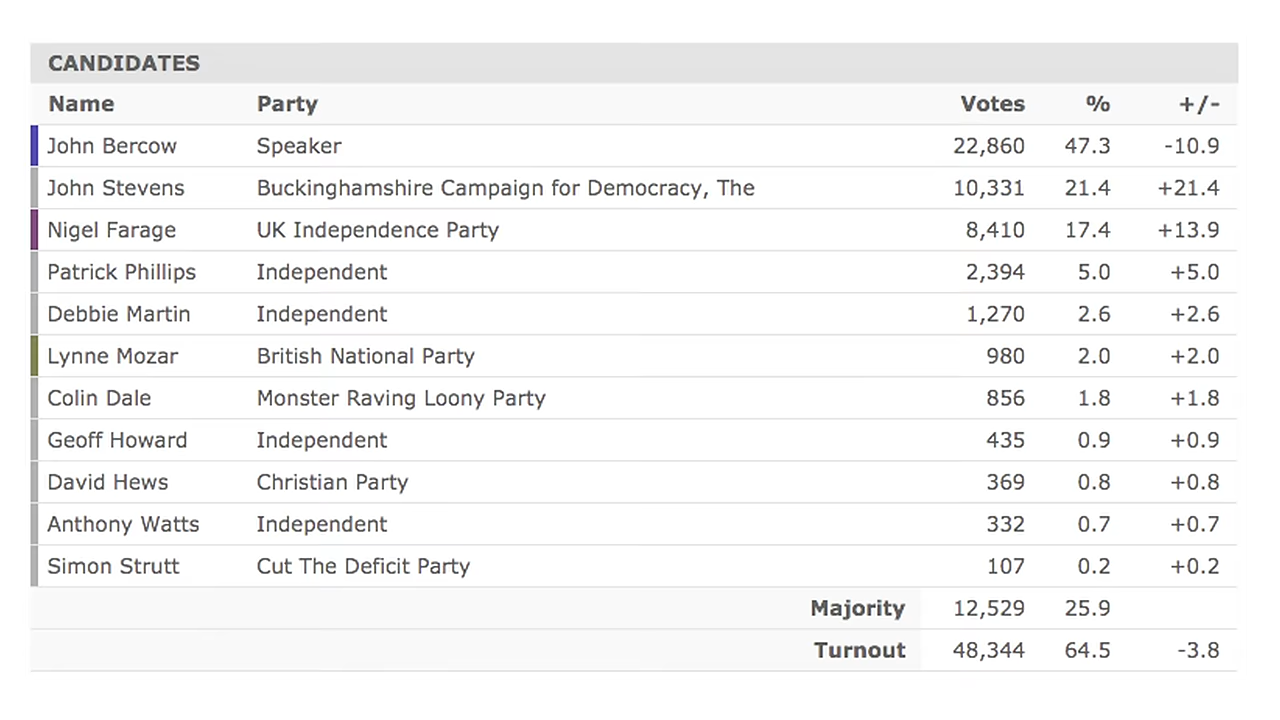 CANDIDATES
Name Party Votes % +/-
John Bercow Speaker 22,860 47.3 -10.9
John Stevens Buckinghamshire Campaign for Democracy, The 10,331 21.4 +21.4
Nigel Farage UK Independence Party 8,410 17.4 +13.9
Patrick Phillips Independent 2,394 5.0 +5.0
Debbie Martin Independent 1,270 2.6 +2.6
Lynne Mozar British National Party 980 2.0 +2.0
Colin Dale Monster Raving Loony Party 856 1.8 +1.8
Geoff Howard Independent 435 0.9 +0.9
David Hews Christian Party 369 0.8 +0.8
Anthony Watts Independent 332 0.7 +0.7
Simon Strutt Cut The Deficit Party 107 0.2 +0.2
Majority 12,529 25.9
Turnout 48,344 64.5 -3.8